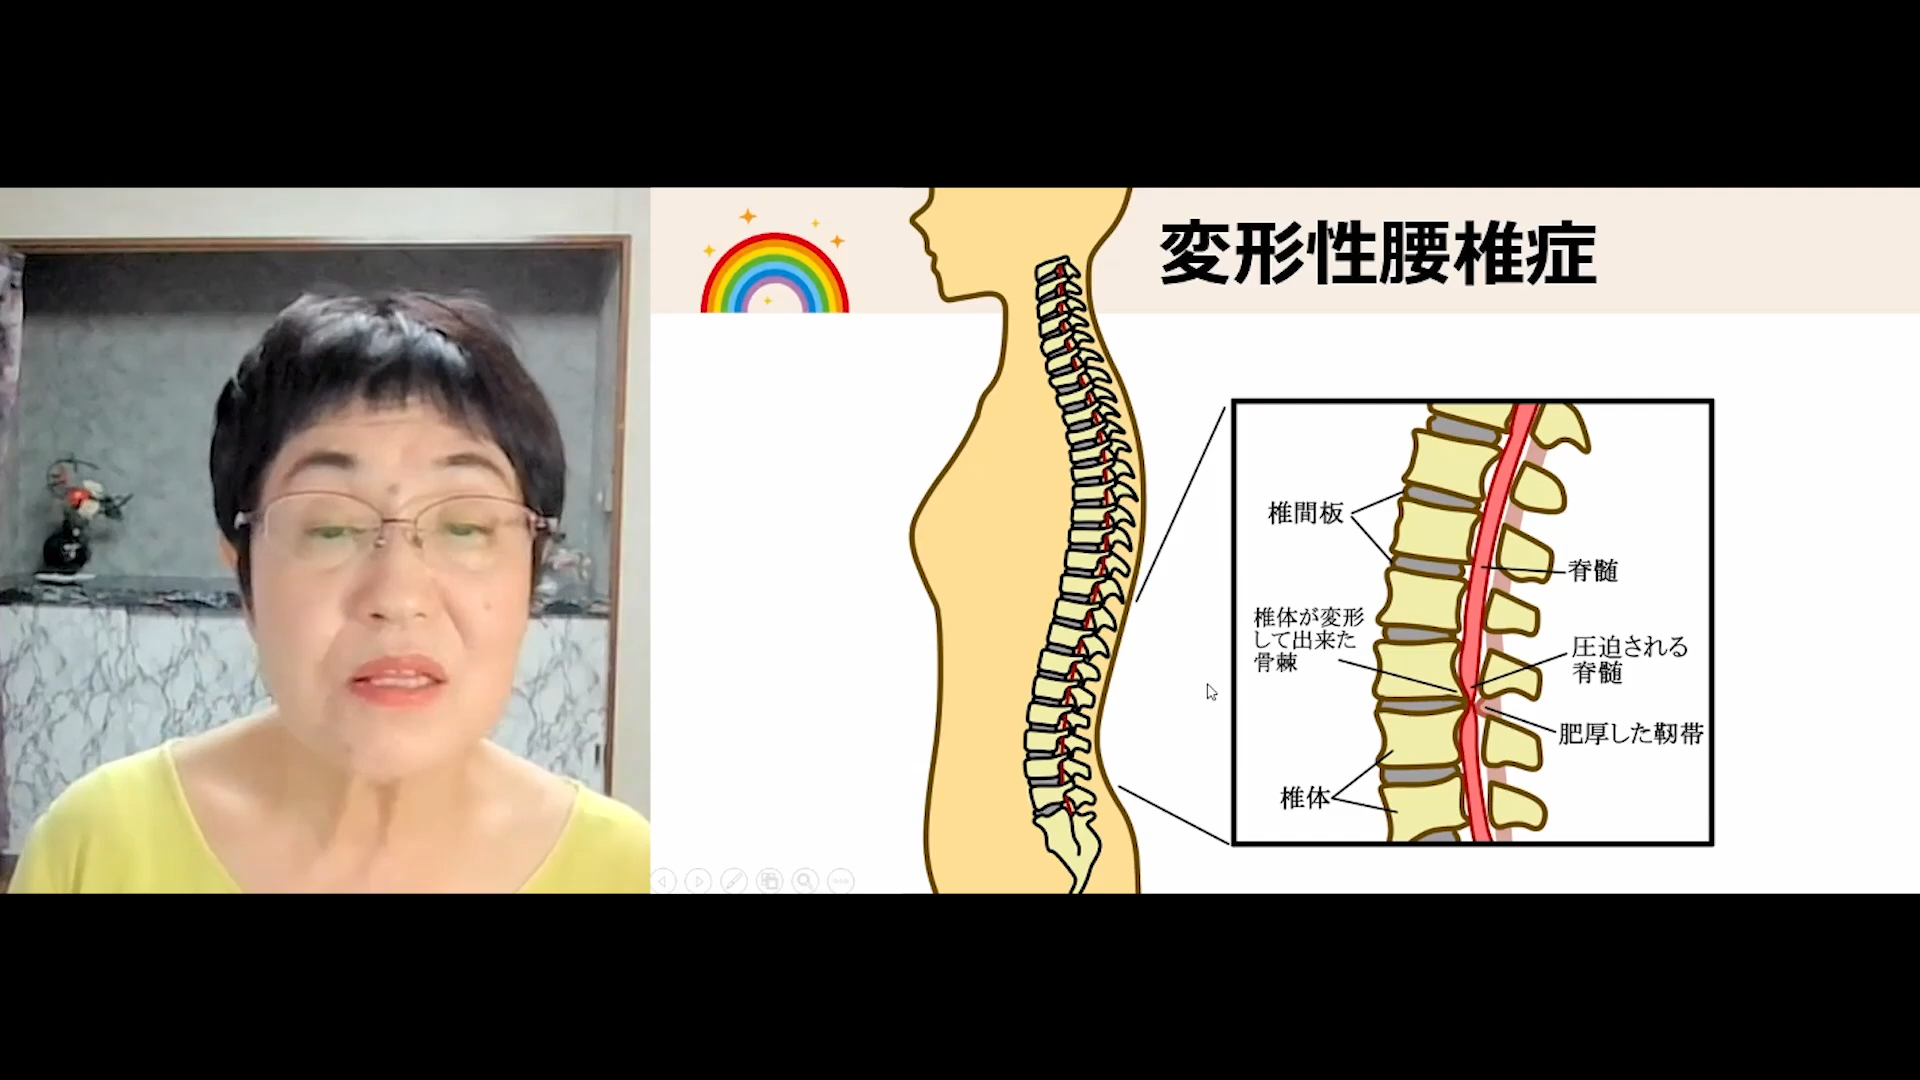 変形性腰椎症
椎間板
脊髄
椎体が変形
して出来た
骨棘
圧迫される
脊髄
肥厚した靭帯
椎体